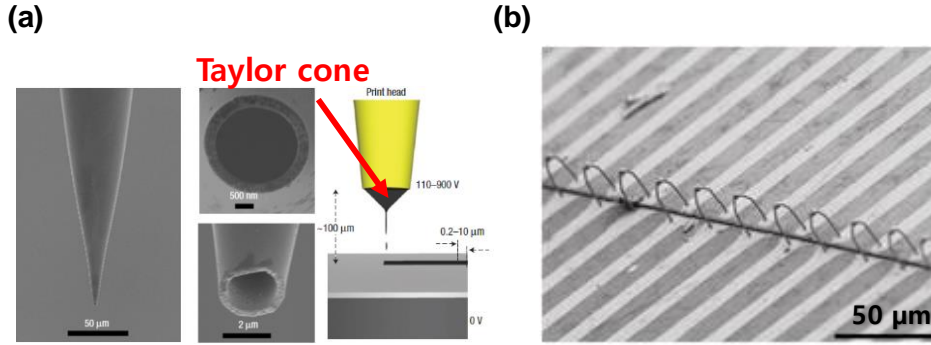 (a)
Taylor cone
Print head
500 nm
110–900 V
~100 μm
0.2–10 μm
50 μm
2 μm
0 V
(b)
50 μm